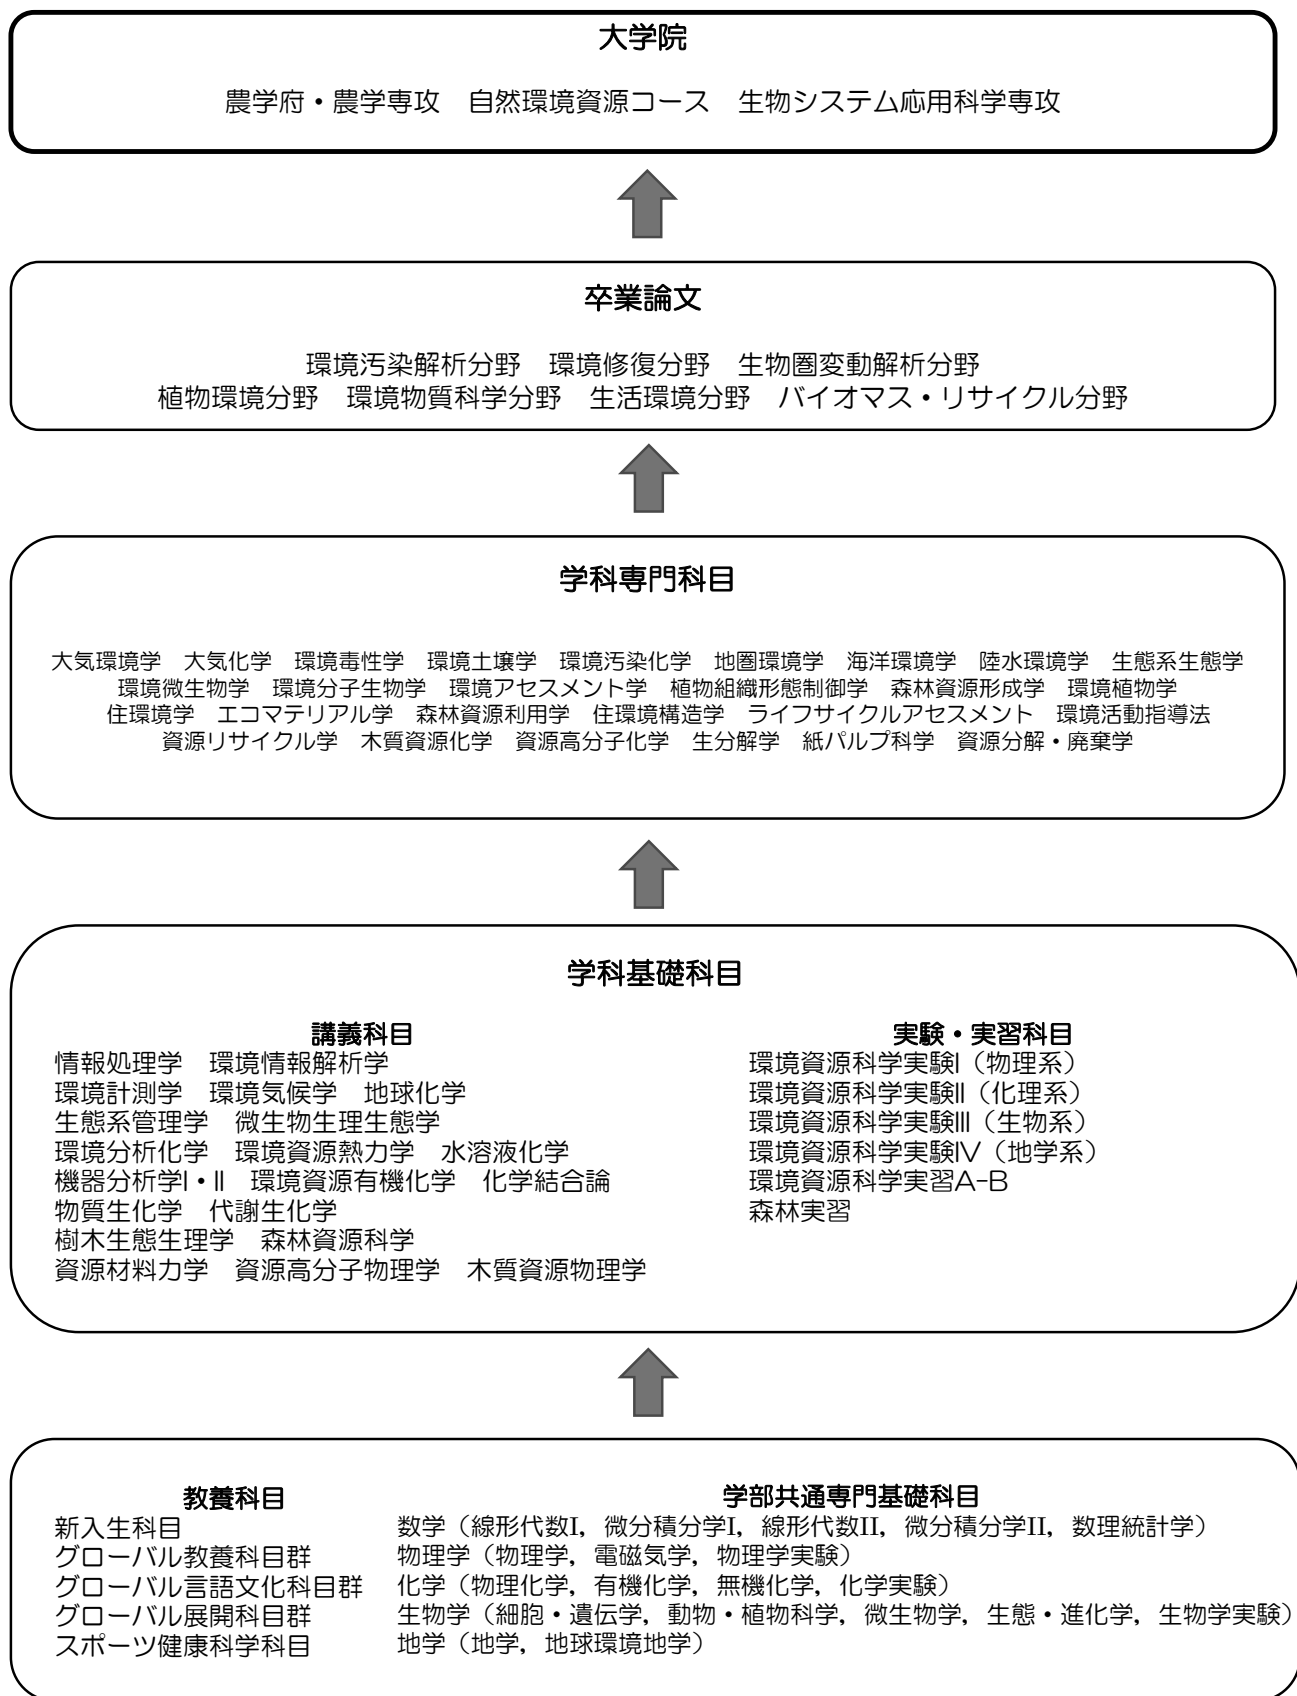 大学院
農学府・農学専攻　自然環境資源コース　生物システム応用科学専攻
卒業論文
環境汚染解析分野　環境修復分野　生物圏変動解析分野
植物環境分野　環境物質科学分野　生活環境分野　バイオマス・リサイクル分野
学科専門科目
大気環境学　大気化学　環境毒性学　環境土壌学　環境汚染化学　地圏環境学　海洋環境学　陸水環境学　生態系生態学
環境微生物学　環境分子生物学　環境アセスメント学　植物組織形態制御学　森林資源形成学　環境植物学
住環境学　エコマテリアル学　森林資源利用学　住環境構造学　ライフサイクルアセスメント　環境活動指導法
資源リサイクル学　木質資源化学　資源高分子化学　生分解学　紙パルプ科学　資源分解・廃棄学
学科基礎科目
講義科目
情報処理学　環境情報解析学
環境計測学　環境気候学　地球化学
生態系管理学　微生物生理生態学
環境分析化学　環境資源熱力学　水溶液化学
機器分析学I・II　環境資源有機化学　化学結合論
物質生化学　代謝生化学
樹木生態生理学　森林資源科学
資源材料力学　資源高分子物理学　木質資源物理学
実験・実習科目
環境資源科学実験I（物理系）
環境資源科学実験II（化理系）
環境資源科学実験III（生物系）
環境資源科学実験IV（地学系）
環境資源科学実習A-B
森林実習
教養科目
新入生科目
グローバル教養科目群
グローバル言語文化科目群
グローバル展開科目群
スポーツ健康科学科目
学部共通専門基礎科目
数学（線形代数I，微分積分学I，線形代数II，微分積分学II，数理統計学）
物理学（物理学，電磁気学，物理学実験）
化学（物理化学，有機化学，無機化学，化学実験）
生物学（細胞・遺伝学，動物・植物科学，微生物学，生態・進化学，生物学実験）
地学（地学，地球環境地学）